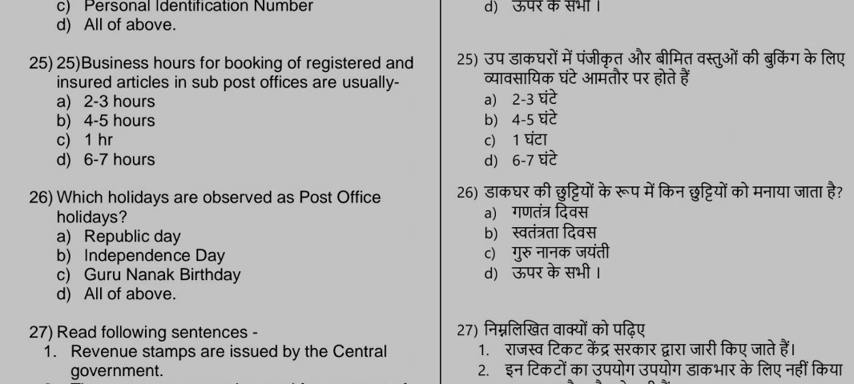 c) Personal Identification Number
d) All of above.
25) 25)Business hours for booking of registered and
insured articles in sub post offices are usually-
a) 2-3 hours
b) 4-5 hours
c) 1 hr
d) 6-7 hours
26) Which holidays are observed as Post Office
holidays?
a) Republic day
b) Independence Day
c) Guru Nanak Birthday
d) All of above.
27) Read following sentences -
1. Revenue stamps are issued by the Central
government.
d) ऊपर के सभी ।
25) उप डाकघरों में पंजीकृत और बीमित वस्तुओं की बुकिंग के लिए
व्यावसायिक घंटे आमतौर पर होते हैं
a) 2-3 घंटे
b) 4-5 घंटे
c) 1 घंटा
d) 6-7 घंटे
26) डाकघर की छुट्टियों के रूप में किन छुट्टियों को मनाया जाता है?
a) गणतंत्र दिवस
b) स्वतंत्रता दिवस
c) गुरु नानक जयंती
d) ऊपर के सभी ।
27) निम्नलिखित वाक्यों को पढ़िए
1. राजस्व टिकट केंद्र सरकार द्वारा जारी किए जाते हैं।
2. इन टिकटों का उपयोग उपयोग डाकभार के लिए नहीं किया